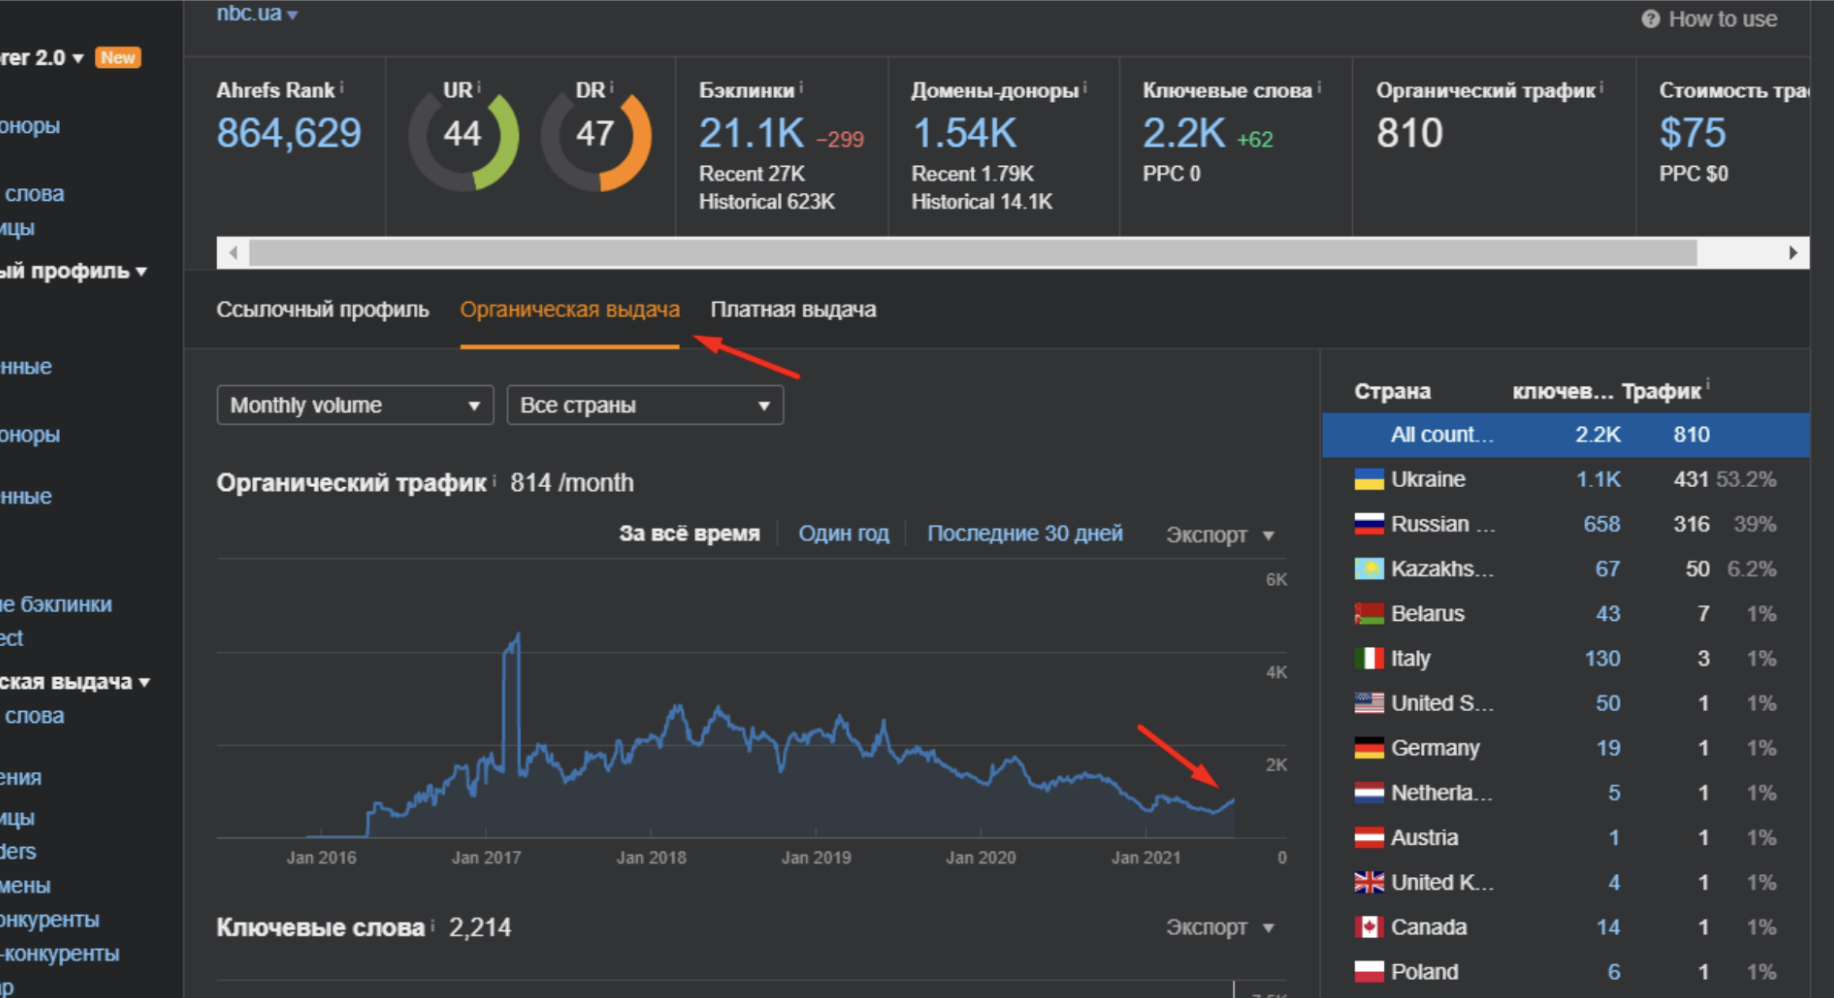 nbc.ua
How to use
rer 2.0 New
оноры
слова
ицы
ый профиль
нные
оноры
нные
ие бэклинки
ect
ская выдача
слова
ения
ицы
ders
мены
онкуренты
-конкуренты
ap
Ahrefs Rank
864,629
UR
44
DR
47
Бэклинки
21.1K -299
Recent 27K
Historical 623K
Домены-доноры
1.54K
Recent 1.79K
Historical 14.1K
Ключевые слова
2.2K +62
PPC 0
Органический трафик
810
Стоимость тра
$75
PPC $0
Ссылочный профиль Органическая выдача Платная выдача
Monthly volume Все страны
Органический трафик 814 /month
За всё время Один год Последние 30 дней Экспорт
6K
4K
2K
0
Jan 2016 Jan 2017 Jan 2018 Jan 2019 Jan 2020 Jan 2021
Ключевые слова 2,214 Экспорт
Страна ключев... Трафик
All count... 2.2K 810
Ukraine 1.1K 431 53.2%
Russian ... 658 316 39%
Kazakhs... 67 50 6.2%
Belarus 43 7 1%
Italy 130 3 1%
United S... 50 1 1%
Germany 19 1 1%
Netherla... 5 1 1%
Austria 1 1 1%
United K... 4 1 1%
Canada 14 1 1%
Poland 6 1 1%